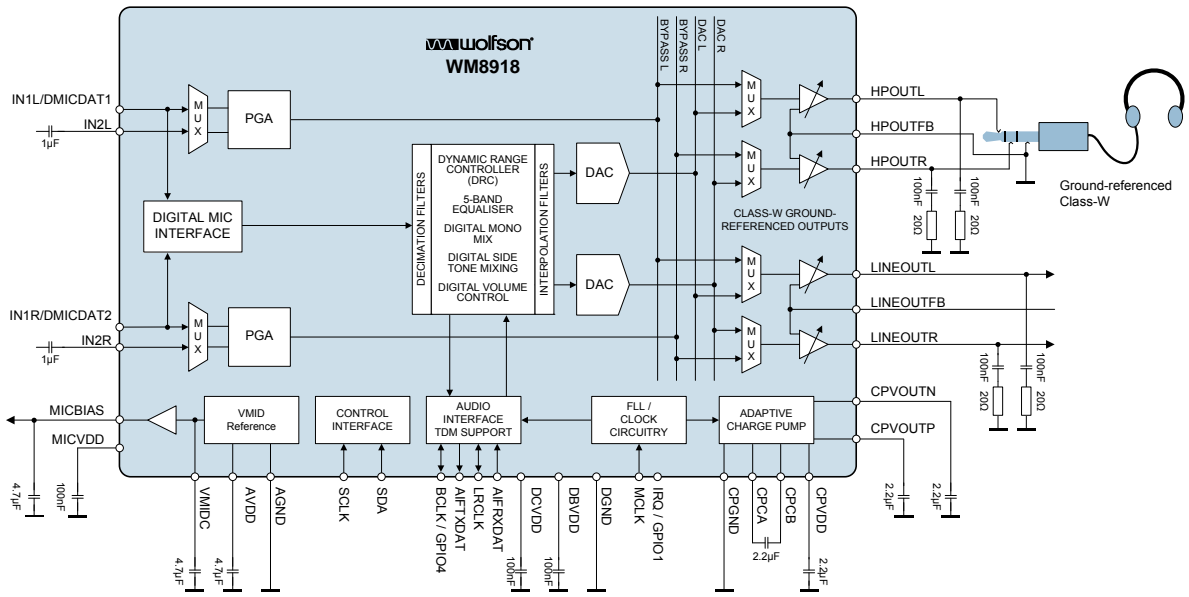 wolfson
WM8918
BYPASS L
BYPASS R
DAC L
DAC R
IN1L/DMICDAT1
IN2L
1µF
MUX
PGA
DIGITAL MIC
INTERFACE
DECIMATION FILTERS
DYNAMIC RANGE
CONTROLLER
(DRC)
5-BAND
EQUALISER
DIGITAL MONO
MIX
DIGITAL SIDE
TONE MIXING
DIGITAL VOLUME
CONTROL
INTERPOLATION FILTERS
DAC
DAC
MUX
MUX
CLASS-W GROUND-
REFERENCED OUTPUTS
MUX
MUX
HPOUTL
HPOUTFB
HPOUTR
100nF
20Ω
100nF
20Ω
Ground-referenced
Class-W
LINEOUTL
LINEOUTFB
LINEOUTR
100nF
20Ω
100nF
20Ω
IN1R/DMICDAT2
IN2R
1µF
MUX
PGA
MICBIAS
MICVDD
4.7µF
100nF
VMID
Reference
CONTROL
INTERFACE
AUDIO
INTERFACE
TDM SUPPORT
FLL /
CLOCK
CIRCUITRY
ADAPTIVE
CHARGE PUMP
CPVOUTN
CPVOUTP
2.2µF
2.2µF
VMIDC
AVDD
AGND
SCLK
SDA
BCLK / GPIO4
AIFTXDAT
LRCLK
AIFRXDAT
DCVDD
DBVDD
DGND
MCLK
IRQ / GPIO1
CPGND
CPCA
CPCB
CPVDD
4.7µF
4.7µF
100nF
100nF
2.2µF
2.2µF